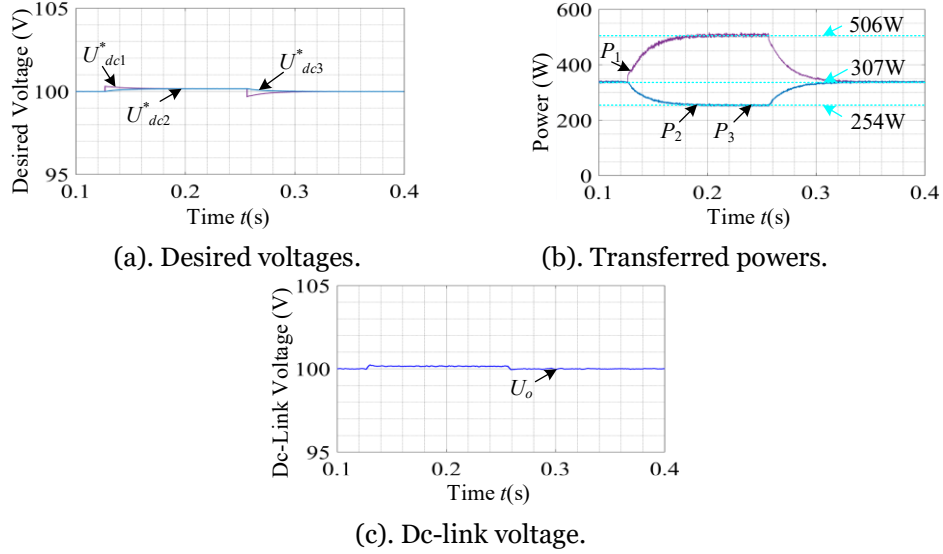 Desired Voltage (V)
105
100
95
U*dc1
U*dc3
U*dc2
0.1 0.2 0.3 0.4
Time t(s)
(a). Desired voltages.
Power (W)
600
400
200
0
P1
P2
P3
506W
307W
254W
0.1 0.2 0.3 0.4
Time t(s)
(b). Transferred powers.
Dc-Link Voltage (V)
105
100
95
Uo
0.1 0.2 0.3 0.4
Time t(s)
(c). Dc-link voltage.